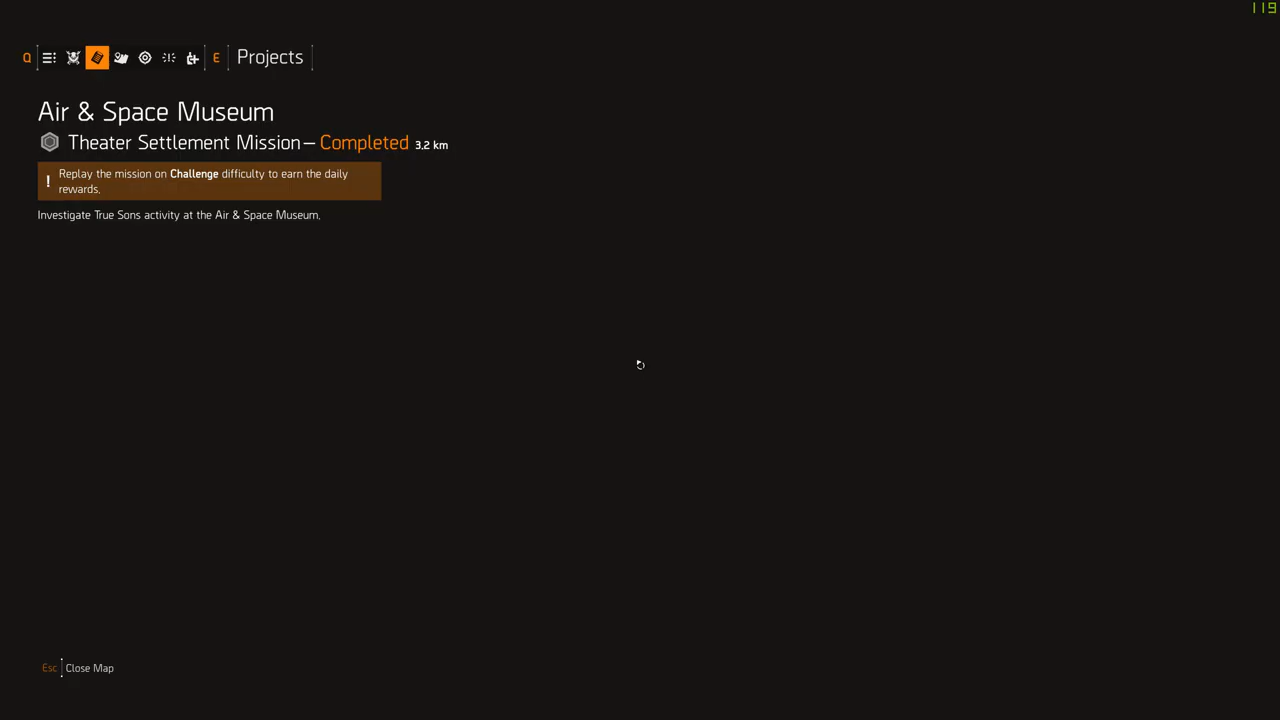 119
Q E Projects
Air & Space Museum
Theater Settlement Mission— Completed 3.2 km
! Replay the mission on Challenge difficulty to earn the daily
rewards.
Investigate True Sons activity at the Air & Space Museum.
Esc Close Map